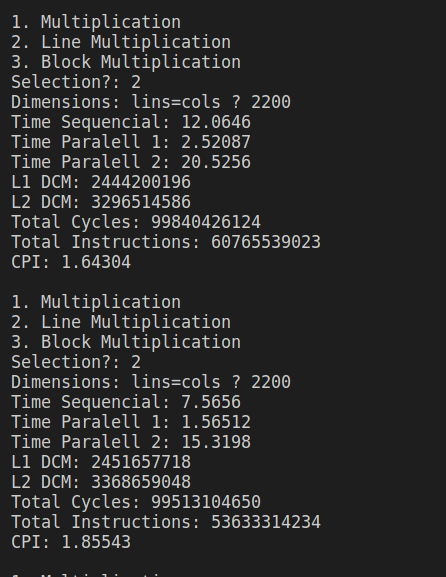 1. Multiplication
2. Line Multiplication
3. Block Multiplication
Selection?: 2
Dimensions: lins=cols ? 2200
Time Sequencial: 12.0646
Time Paralell 1: 2.52087
Time Paralell 2: 20.5256
L1 DCM: 2444200196
L2 DCM: 3296514586
Total Cycles: 99840426124
Total Instructions: 60765539023
CPI: 1.64304
1. Multiplication
2. Line Multiplication
3. Block Multiplication
Selection?: 2
Dimensions: lins=cols ? 2200
Time Sequencial: 7.5656
Time Paralell 1: 1.56512
Time Paralell 2: 15.3198
L1 DCM: 2451657718
L2 DCM: 3368659048
Total Cycles: 99513104650
Total Instructions: 53633314234
CPI: 1.85543